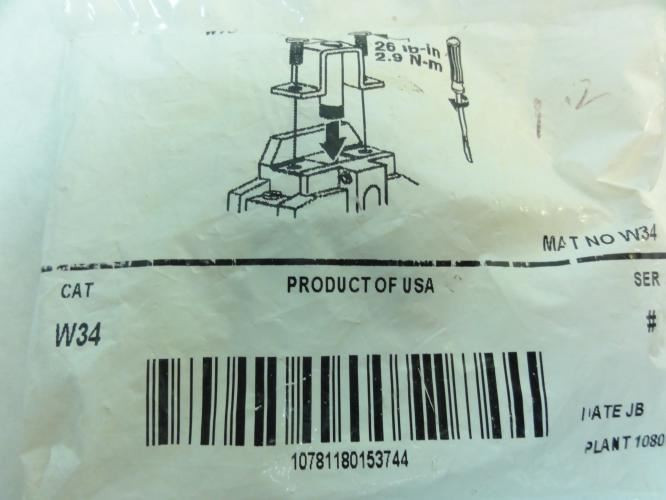 26 lb-in
2.9 N-m
MAT NO W34
CAT PRODUCT OF USA SER
W34 #
10781180153744
DATE JB
PLANT 1080